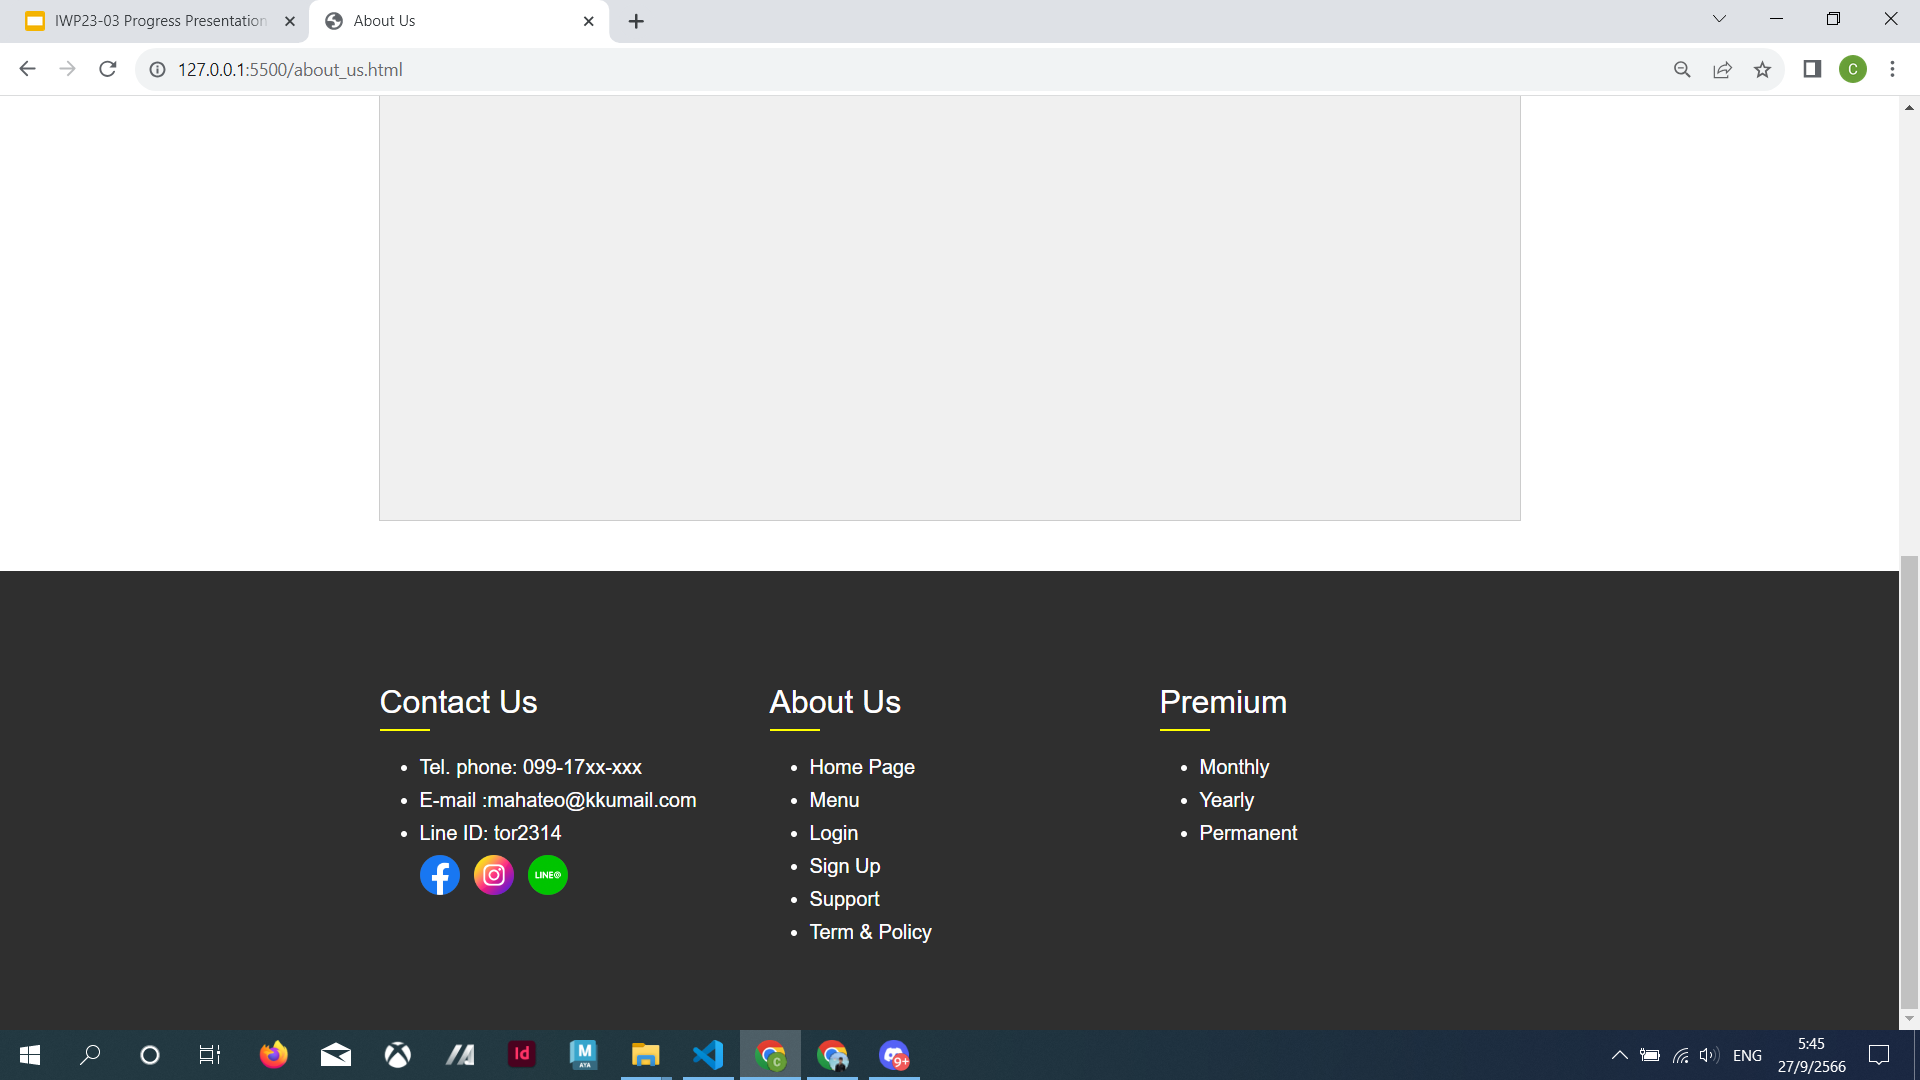 IWP23-03 Progress Presentation
About Us
127.0.0.1:5500/about_us.html
C
Contact Us
Tel. phone: 099-17xx-xxx
E-mail :mahateo@kkumail.com
Line ID: tor2314
LINE@
About Us
Home Page
Menu
Login
Sign Up
Support
Term & Policy
Premium
Monthly
Yearly
Permanent
Id
M
AYA
C
9+
ENG
5:45
27/9/2566